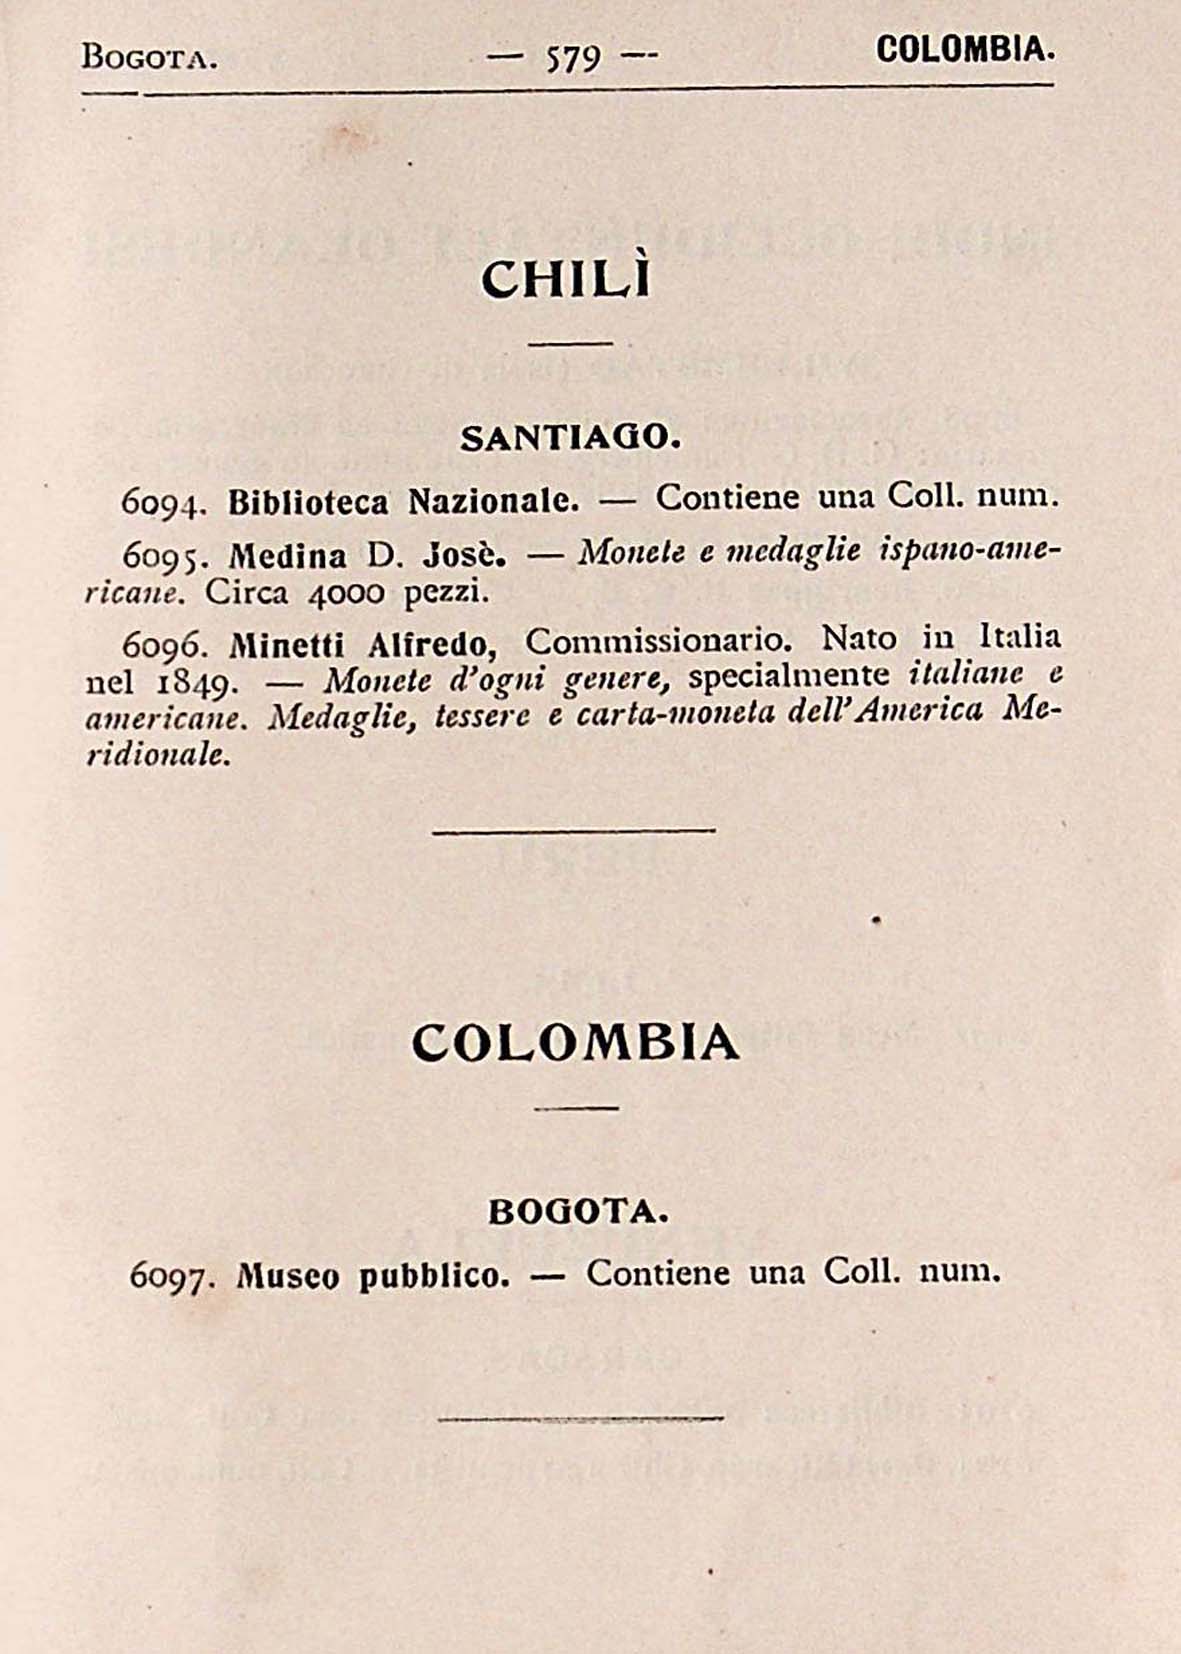 BOGOTA. — 579 — COLOMBIA.
CHILÌ
SANTIAGO.
6094. Biblioteca Nazionale. — Contiene una Coll. num.
6095. Medina D. Josè. — Monete e medaglie ispano-ame-
ricane. Circa 4000 pezzi.
6096. Minetti Alfredo, Commissionario. Nato in Italia
nel 1849. — Monete d'ogni genere, specialmente italiane e
americane. Medaglie, tessere e carta-moneta dell'America Me-
ridionale.
COLOMBIA
BOGOTA.
6097. Museo pubblico. — Contiene una Coll. num.